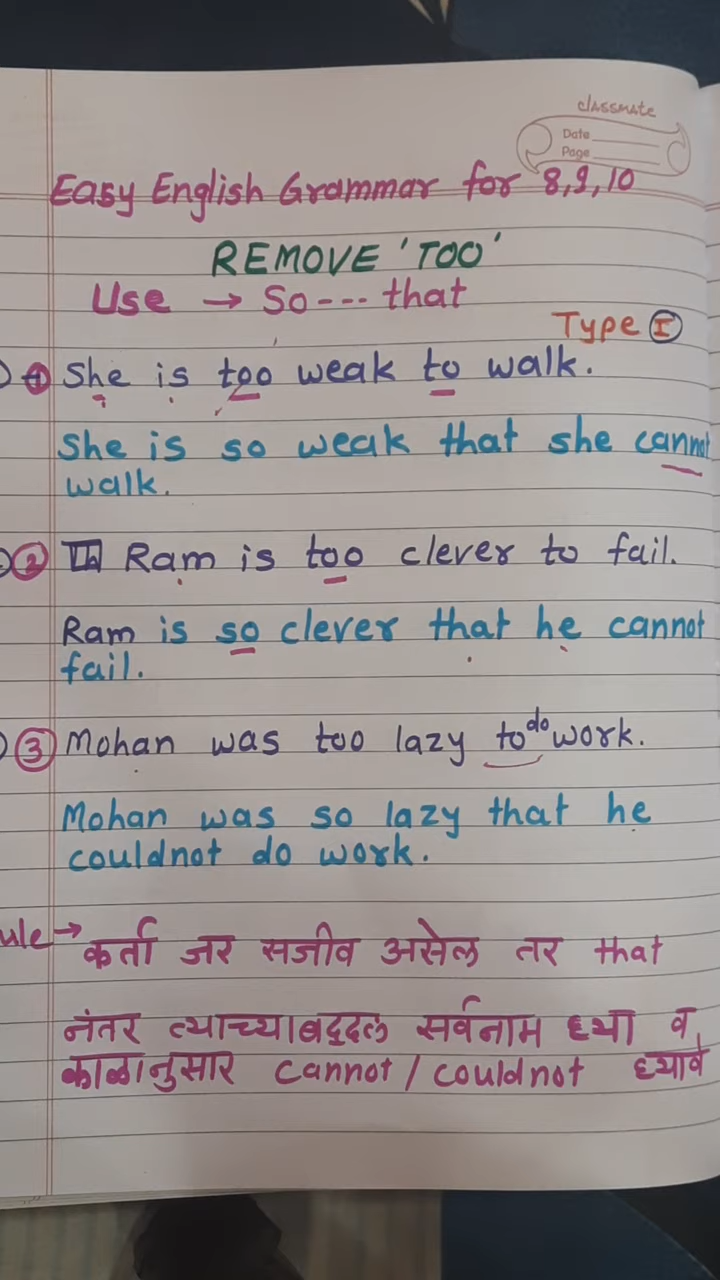 classmate
Date
Page
Easy English Grammar for 8,9,10
REMOVE 'TOO'
Use → So --- that
Type I
1 She is too weak to walk.
She is so weak that she cannot
walk.
2 Ram is too clever to fail.
Ram is so clever that he cannot
fail.
3 Mohan was too lazy to do work.
Mohan was so lazy that he
couldnot do work.
ule → कर्ता जर सजीव असेल तर that
नंतर त्याच्याबद्दल सर्वनाम घ्या व
काळानुसार cannot / couldnot घ्यावे